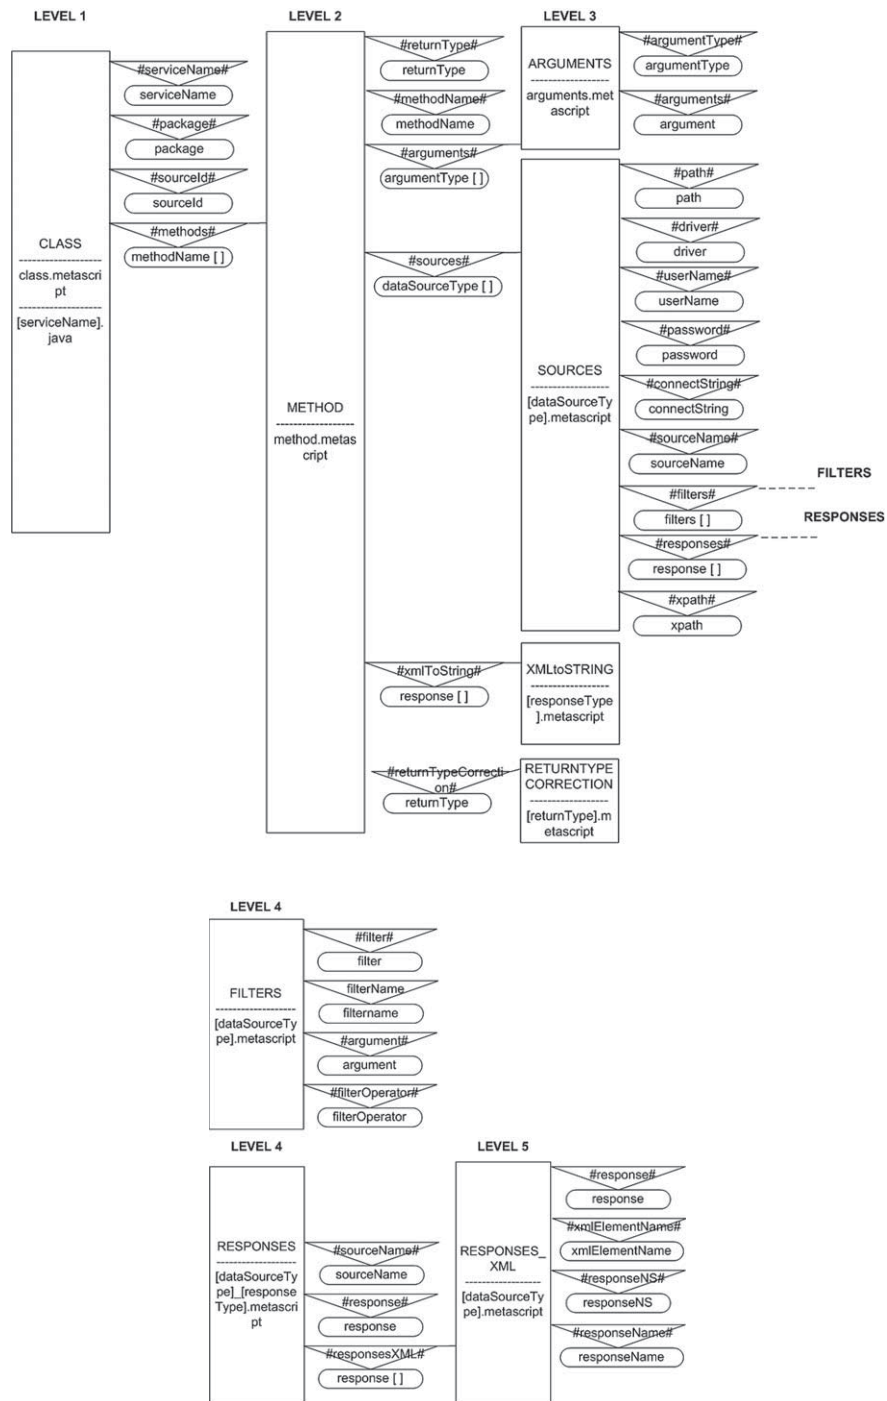 LEVEL 1
LEVEL 2
LEVEL 3
CLASS
--------------------
class.metascri
pt
--------------------
[serviceName].
java
#serviceName#
serviceName
#package#
package
#sourceId#
sourceId
#methods#
methodName [ ]
METHOD
-------------------
method.metas
cript
#returnType#
returnType
#methodName#
methodName
#arguments#
argumentType [ ]
#sources#
dataSourceType [ ]
#xmlToString#
response [ ]
#returnTypeCorrecti
on#
returnType
ARGUMENTS
-------------------
arguments.met
ascript
#argumentType#
argumentType
#arguments#
argument
SOURCES
-------------------
[dataSourceTy
pe].metascript
#path#
path
#driver#
driver
#userName#
userName
#password#
password
#connectString#
connectString
#sourceName#
sourceName
#filters#
filters [ ]
FILTERS
#responses#
response [ ]
RESPONSES
#xpath#
xpath
XMLtoSTRING
-------------------
[responseType
].metascript
RETURNTYPE
CORRECTION
-------------------
[returnType].m
etascript
LEVEL 4
FILTERS
-------------------
[dataSourceTy
pe].metascript
#filter#
filter
filterName
filtername
#argument#
argument
#filterOperator#
filterOperator
LEVEL 4
LEVEL 5
RESPONSES
-------------------
[dataSourceTy
pe]_[response
Type].metascri
pt
#sourceName#
sourceName
#response#
response
#responsesXML#
response [ ]
RESPONSES_
XML
-------------------
[dataSourceTy
pe].metascript
#response#
response
#xmlElementName#
xmlElementName
#responseNS#
responseNS
#responseName#
responseName